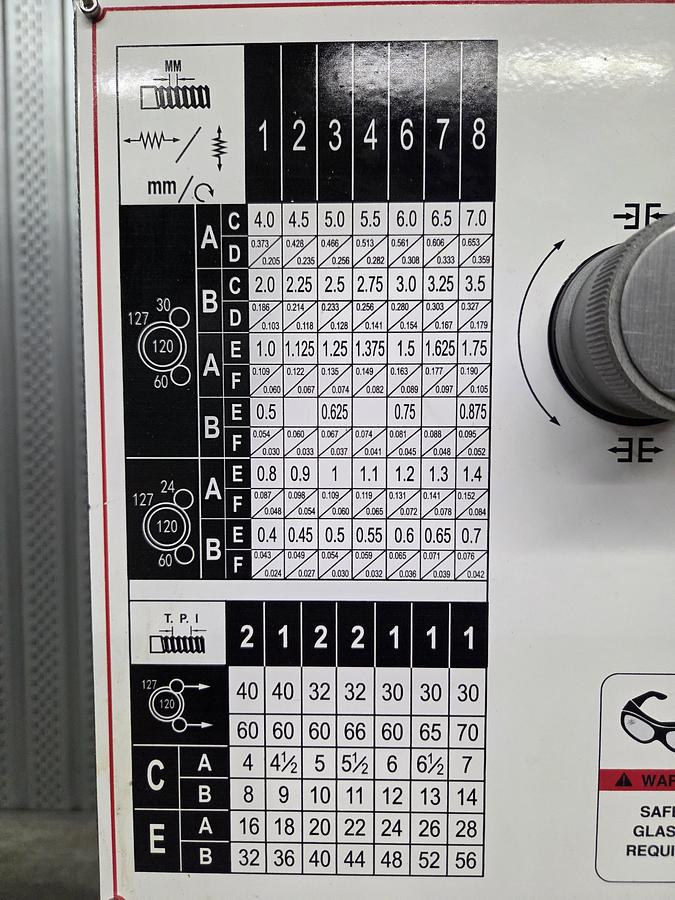 MM
mm/
1 2 3 4 6 7 8
A C 4.0 4.5 5.0 5.5 6.0 6.5 7.0
D 0.373/0.205 0.426/0.235 0.466/0.256 0.513/0.282 0.561/0.308 0.606/0.333 0.653/0.359
B C 2.0 2.25 2.5 2.75 3.0 3.25 3.5
D 0.186/0.103 0.214/0.118 0.233/0.128 0.256/0.141 0.280/0.154 0.303/0.167 0.327/0.179
30
127
120
60
A E 1.0 1.125 1.25 1.375 1.5 1.625 1.75
F 0.109/0.060 0.122/0.067 0.135/0.074 0.149/0.082 0.163/0.089 0.177/0.097 0.190/0.105
B E 0.5 0.625 0.75 0.875
F 0.054/0.030 0.060/0.033 0.067/0.037 0.074/0.041 0.081/0.045 0.088/0.048 0.095/0.052
24
127
120
60
A E 0.8 0.9 1 1.1 1.2 1.3 1.4
F 0.087/0.048 0.098/0.054 0.109/0.060 0.119/0.065 0.131/0.072 0.141/0.078 0.152/0.084
B E 0.4 0.45 0.5 0.55 0.6 0.65 0.7
F 0.043/0.024 0.049/0.027 0.054/0.030 0.059/0.032 0.065/0.036 0.071/0.039 0.076/0.042
T. P. I
2 1 2 2 1 1 1
127
120
40 40 32 32 30 30 30
60 60 60 66 60 65 70
C A 4 4½ 5 5½ 6 6½ 7
B 8 9 10 11 12 13 14
E A 16 18 20 22 24 26 28
B 32 36 40 44 48 52 56